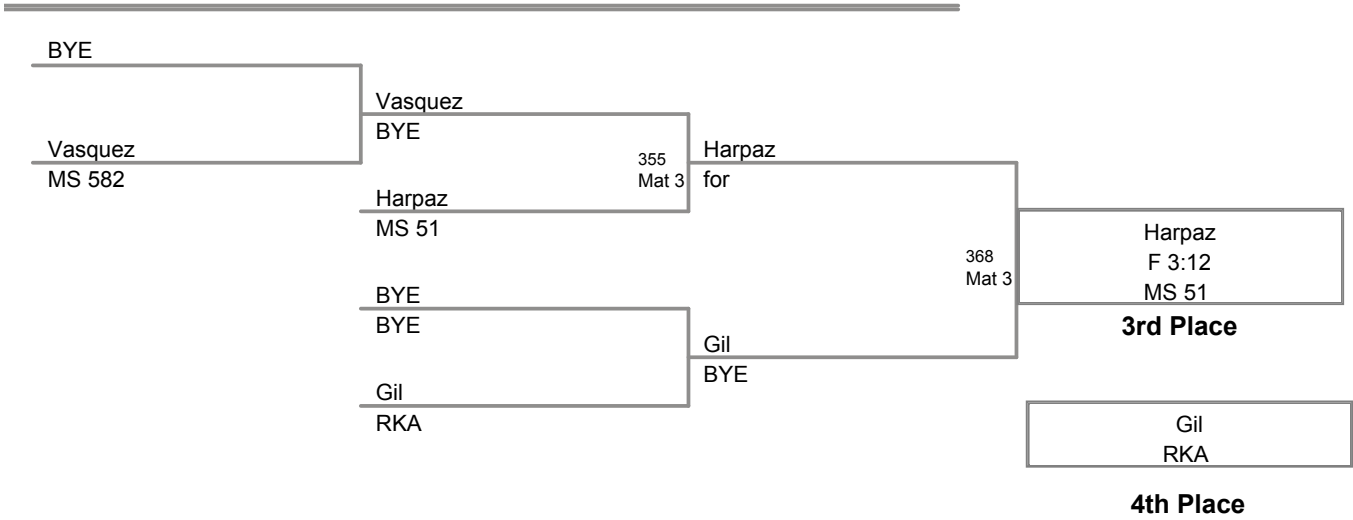 BYE
Vasquez
MS 582
Vasquez
BYE
Harpaz
MS 51
355
Mat 3
BYE
BYE
Gil
RKA
Harpaz
for
Gil
BYE
368
Mat 3
Harpaz
F 3:12
MS 51
3rd Place
Gil
RKA
4th Place